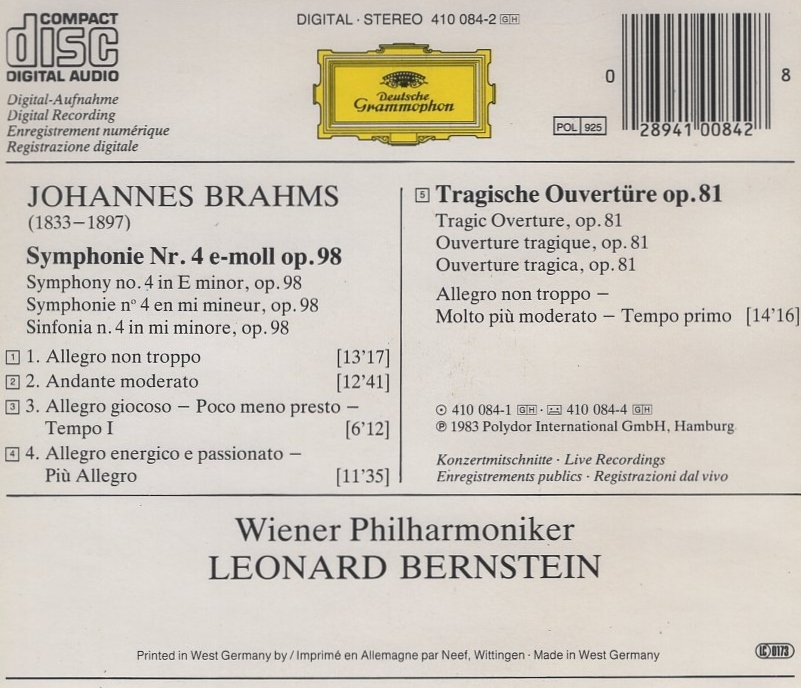 COMPACT
disc
DIGITAL AUDIO
DIGITAL · STEREO 410 084-2 GH
Digital-Aufnahme
Digital Recording
Enregistrement numérique
Registrazione digitale
Deutsche
Grammophon
POL 925
0 28941 00842 8
JOHANNES BRAHMS
(1833–1897)
Symphonie Nr. 4 e-moll op. 98
Symphony no. 4 in E minor, op. 98
Symphonie n° 4 en mi mineur, op. 98
Sinfonia n. 4 in mi minore, op. 98
1 1. Allegro non troppo [13'17]
2 2. Andante moderato [12'41]
3 3. Allegro giocoso – Poco meno presto –
Tempo I [6'12]
4 4. Allegro energico e passionato –
Più Allegro [11'35]
5 Tragische Ouvertüre op. 81
Tragic Overture, op. 81
Ouverture tragique, op. 81
Ouverture tragica, op. 81
Allegro non troppo –
Molto più moderato – Tempo primo [14'16]
410 084-1 GH · 410 084-4 GH
℗ 1983 Polydor International GmbH, Hamburg
Konzertmitschnitte · Live Recordings
Enregistrements publics · Registrazioni dal vivo
Wiener Philharmoniker
LEONARD BERNSTEIN
Printed in West Germany by / Imprimé en Allemagne par Neef, Wittingen · Made in West Germany
LC 0173